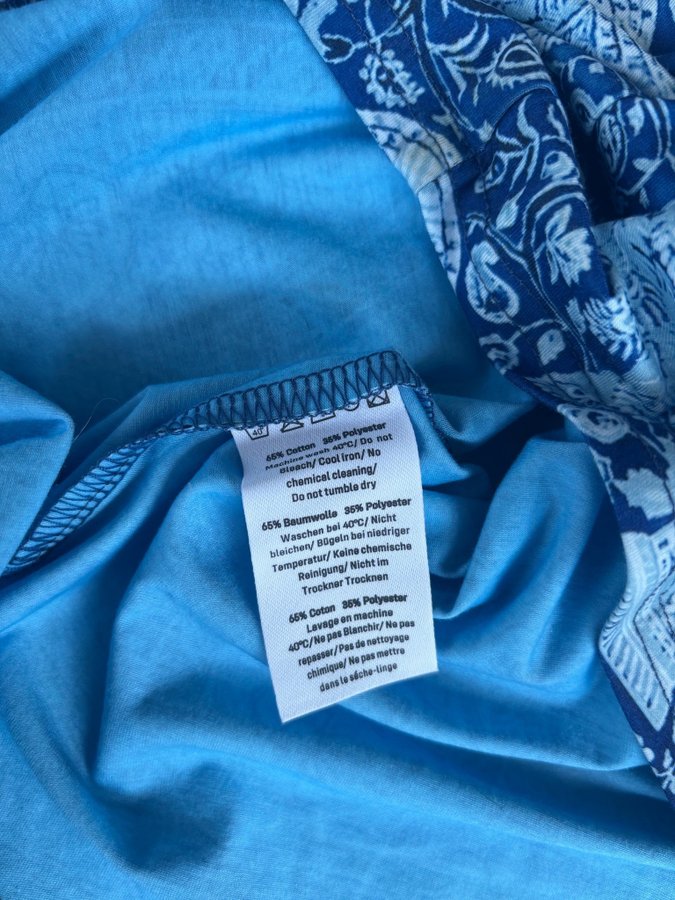 40°
65% Cotton 35% Polyester
Machine wash 40°C/ Do not
Bleach/ Cool iron/ No
chemical cleaning/
Do not tumble dry
65% Baumwolle 35% Polyester
Waschen bei 40°C/ Nicht
bleichen/ Bügeln bei niedriger
Temperatur/ Keine chemische
Reinigung/ Nicht im
Trockner Trocknen
65% Coton 35% Polyester
Levage en machine
40°C/Ne pas Blanchir/ Ne pas
repasser/Pas de nettoyage
chimique/ Ne pas mettre
dans le sèche-linge